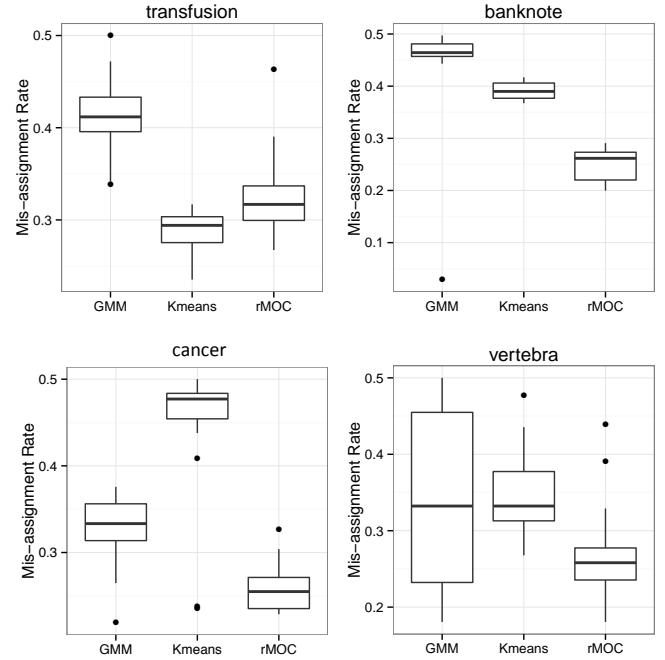 transfusion
Mis−assignment Rate
0.5
0.4
0.3
GMM Kmeans rMOC
banknote
Mis−assignment Rate
0.5
0.4
0.3
0.2
0.1
GMM Kmeans rMOC
cancer
Mis−assignment Rate
0.5
0.4
0.3
GMM Kmeans rMOC
vertebra
Mis−assignment Rate
0.5
0.4
0.3
0.2
GMM Kmeans rMOC